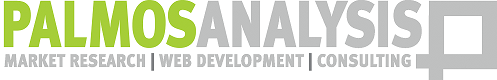 PALMOSANALYSIS
MARKET RESEARCH | WEB DEVELOPMENT | CONSULTING